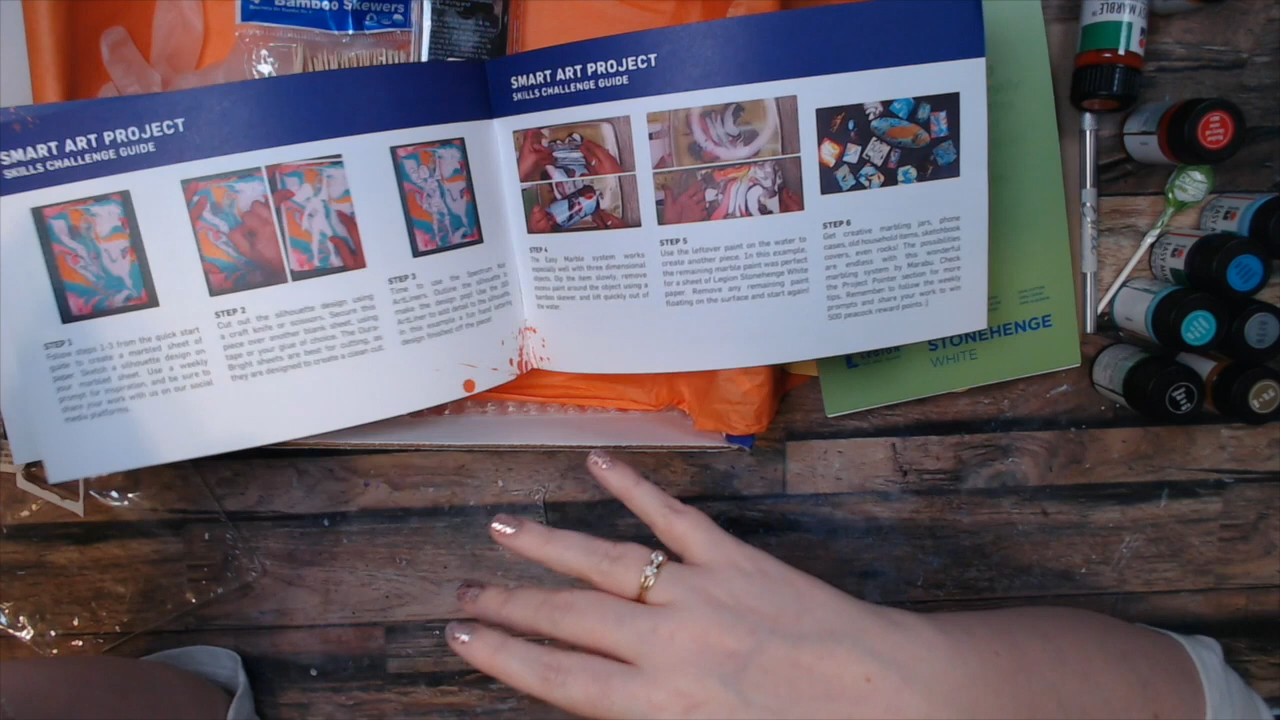 Bamboo Skewers
SMART ART PROJECT
SKILLS CHALLENGE GUIDE
STEP 1
Follow steps 1-3 from the quick start
guide to create a marbled sheet of
paper. Sketch a silhouette design on
your marbled sheet. Use a weekly
prompt for inspiration, and be sure to
share your work with us on our social
media platforms.
STEP 2
Cut out the silhouette design using
a craft knife or scissors. Secure this
piece over another blank sheet, using
tape or your glue of choice. The Dura-
Bright sheets are best for cutting, as
they are designed to create a clean cut.
STEP 3
Time to use the Spectrum Noir
ArtLiners. Outline the silhouette to
make the design pop! Use the
ArtLiner to add detail to the silhouette.
In this example a fun hand lettery
design finished off the piece!
SMART ART PROJECT
SKILLS CHALLENGE GUIDE
STEP 4
The Easy Marble system works
especially well with three dimensional
objects. Dip the item slowly, remove
excess paint around the object using a
bamboo skewer and lift quickly out of
the water.
STEP 5
Use the leftover paint on the water to
create another piece. In this example,
the remaining marble paint was perfect
for a sheet of Legion Stonehenge White
paper. Remove any remaining paint
floating on the surface and start again!
STEP 6
Get creative marbling jars, phone
cases, old household items, sketchbook
covers, even rocks! The possibilities
are endless with this wonderful
marbling system by Marabu. Check
the Project Pointer section for more
tips. Remember to follow the weekly
prompts and share your work to win
500 peacock reward points :)
LEGION
STONEHENGE
WHITE
MARBLE
EASY